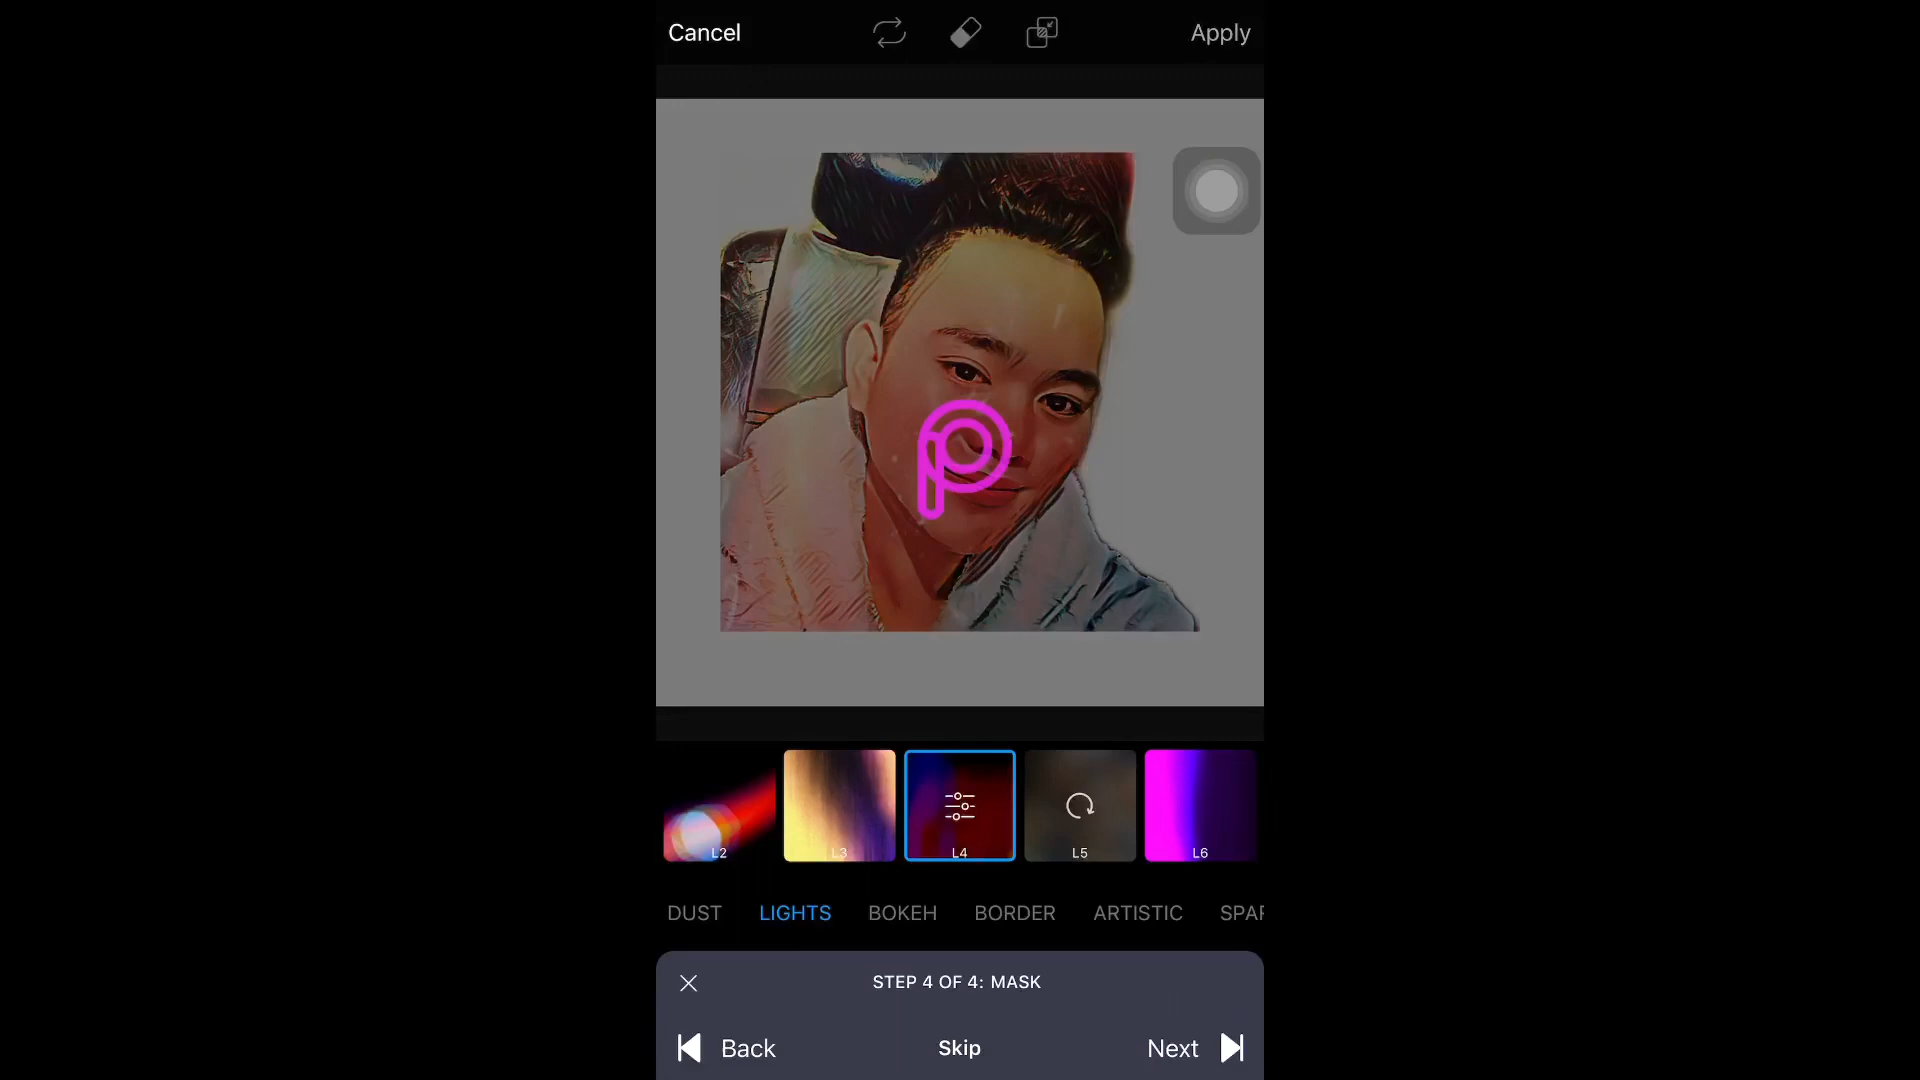 Cancel
Apply
L2
L3
L4
L5
L6
DUST
LIGHTS
BOKEH
BORDER
ARTISTIC
SPAR
STEP 4 OF 4: MASK
Back
Skip
Next